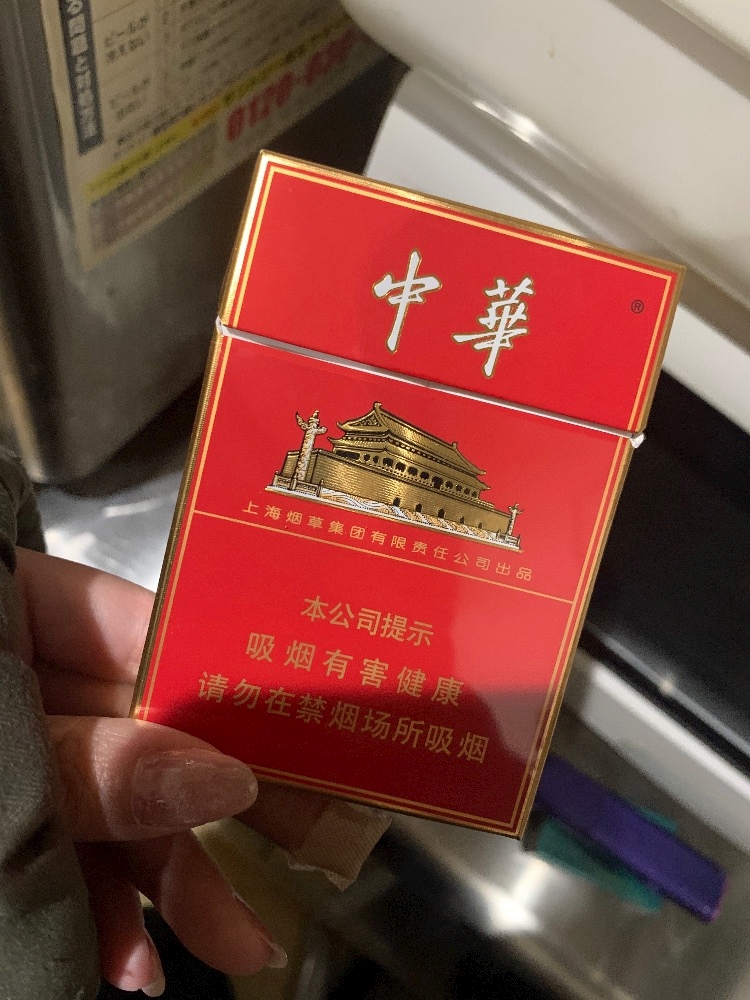 0120-
中華
®
上海烟草集团有限责任公司出品
本公司提示
吸烟有害健康
请勿在禁烟场所吸烟